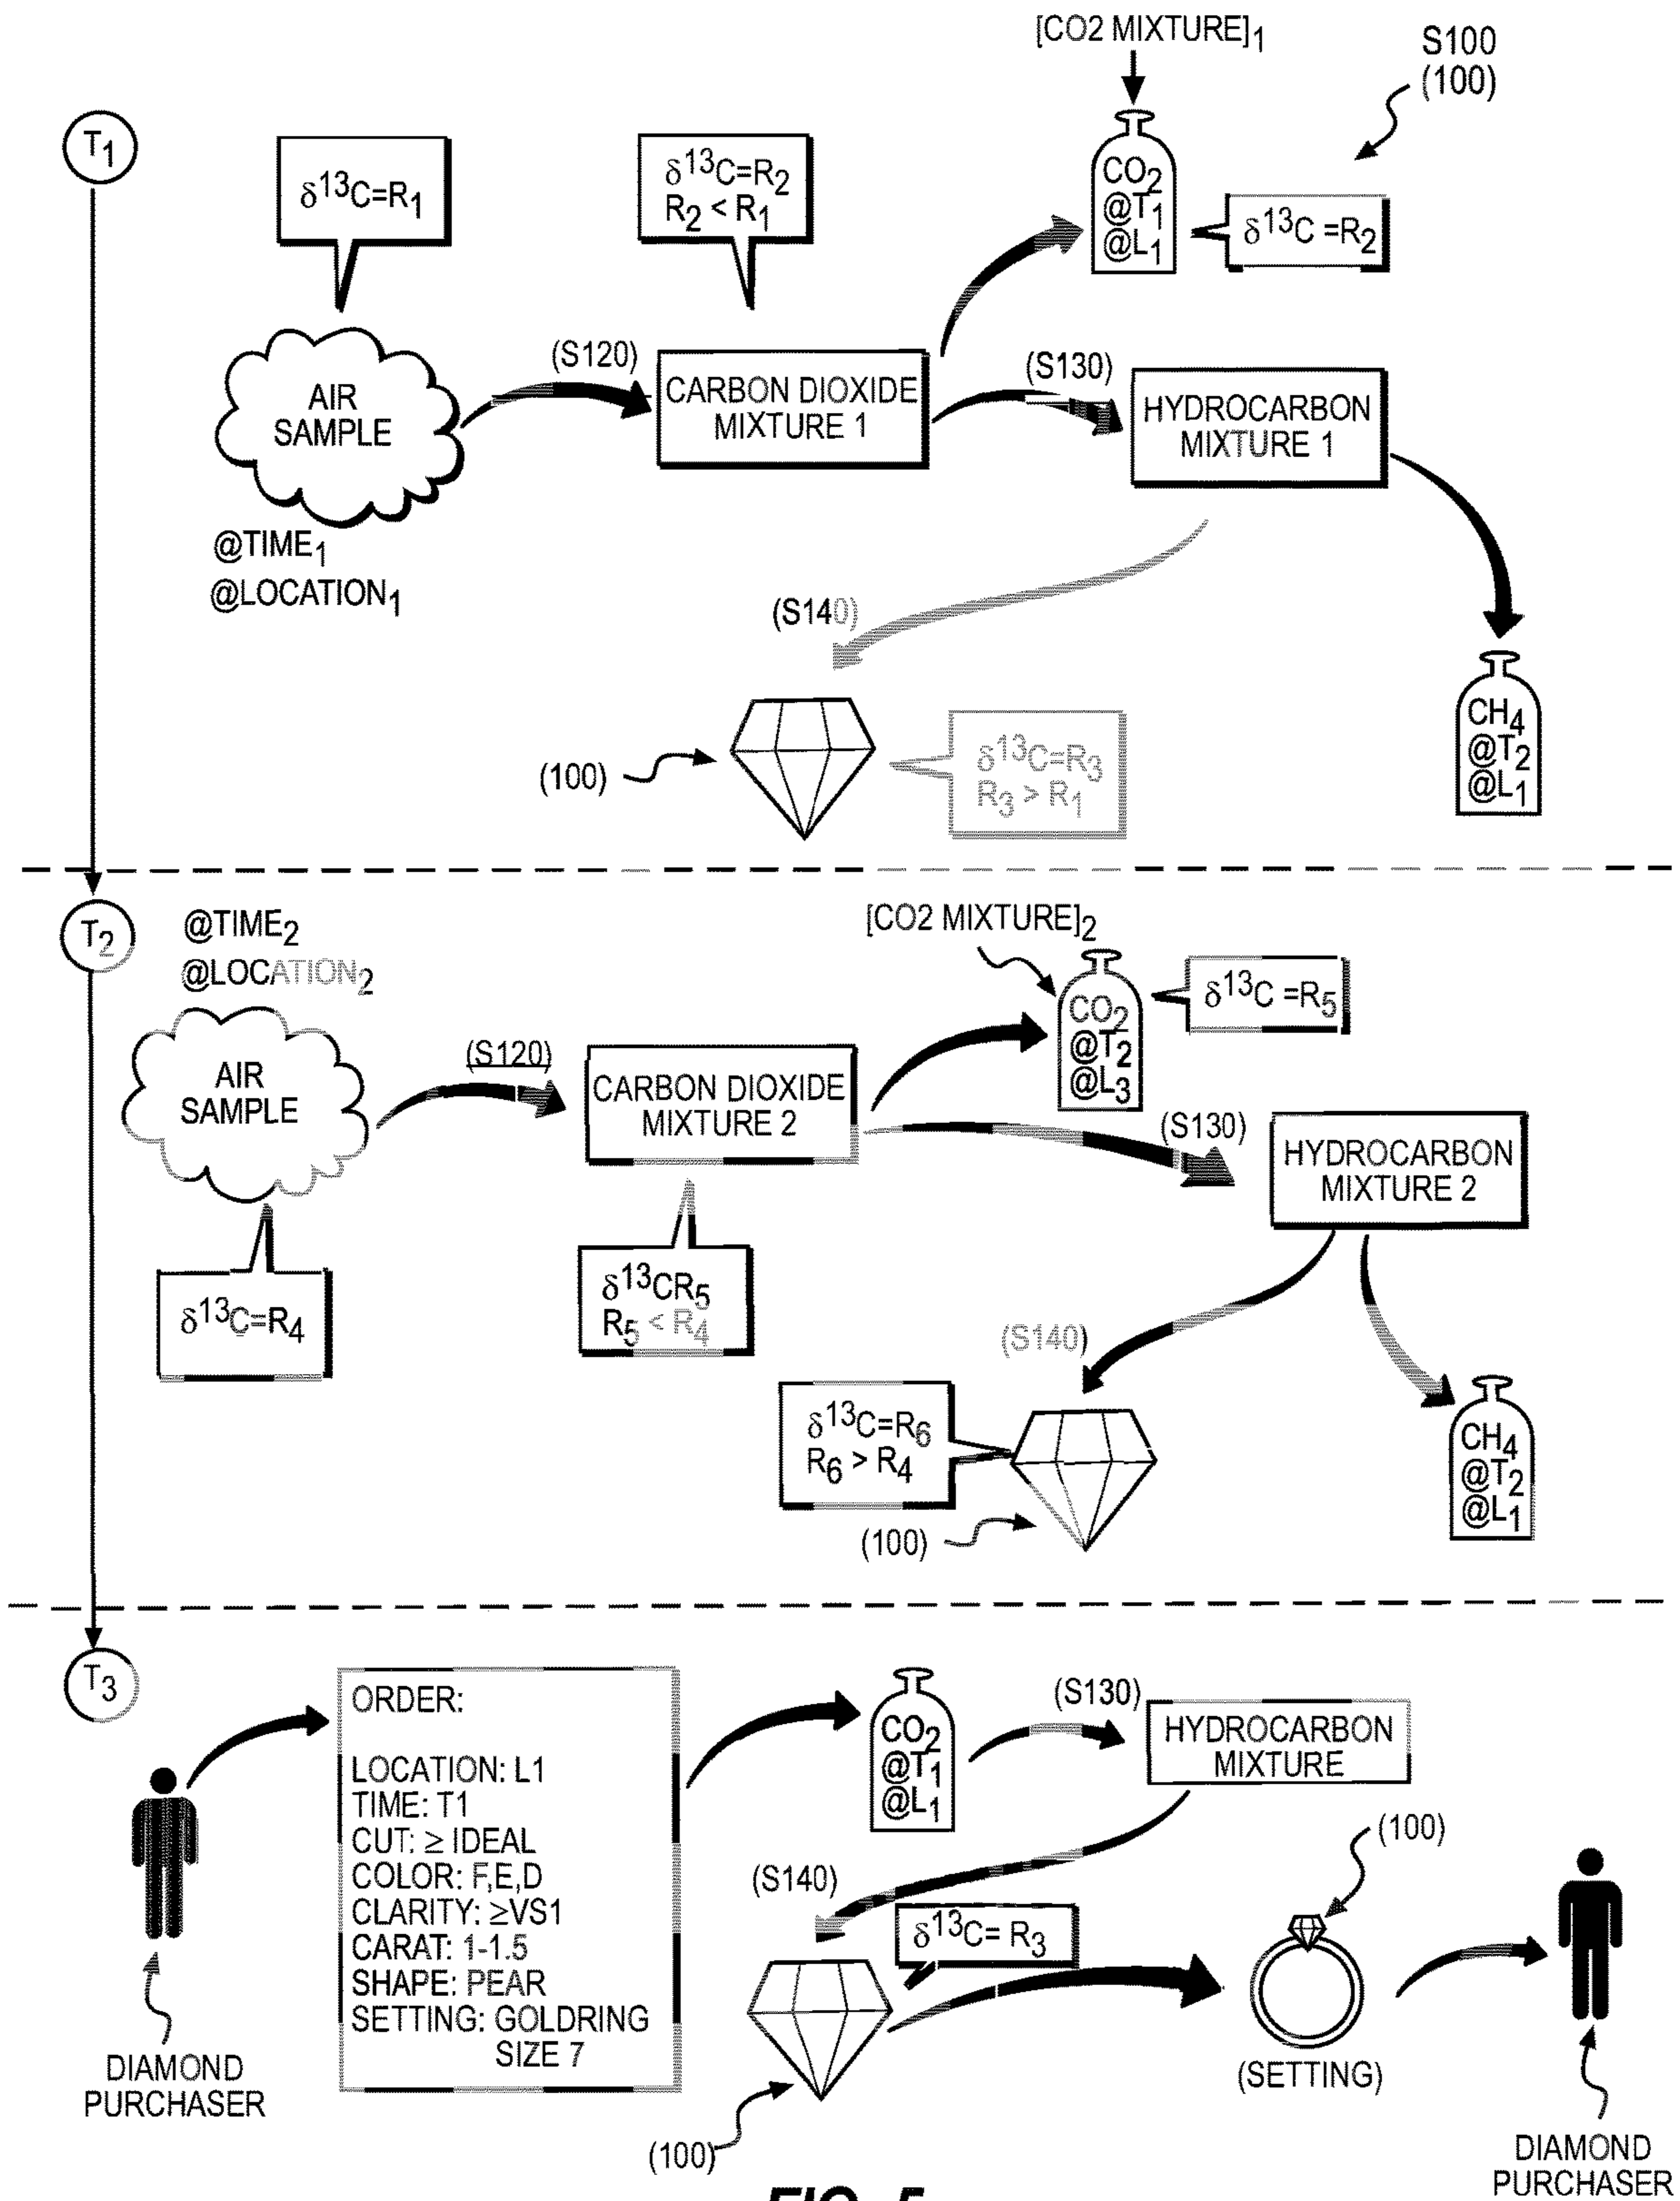 [CO2 MIXTURE]1
S100
(100)
T1
δ13C=R1
δ13C=R2
R2 < R1
CO2
@T1
@L1
δ13C =R2
AIR
SAMPLE
(S120)
CARBON DIOXIDE
MIXTURE 1
(S130)
HYDROCARBON
MIXTURE 1
@TIME1
@LOCATION1
(S140)
(100)
δ13C=R3
R3 > R1
CH4
@T2
@L1
T2
@TIME2
@LOCATION2
[CO2 MIXTURE]2
CO2
@T2
@L3
δ13C =R5
AIR
SAMPLE
(S120)
CARBON DIOXIDE
MIXTURE 2
(S130)
HYDROCARBON
MIXTURE 2
δ13C=R4
δ13CR5
R5 < R4
(S140)
δ13C=R6
R6 > R4
(100)
CH4
@T2
@L1
T3
ORDER:
LOCATION: L1
TIME: T1
CUT: ≥ IDEAL
COLOR: F,E,D
CLARITY: ≥VS1
CARAT: 1-1.5
SHAPE: PEAR
SETTING: GOLDRING
SIZE 7
CO2
@T1
@L1
(S130)
HYDROCARBON
MIXTURE
(S140)
δ13C= R3
(100)
(SETTING)
DIAMOND
PURCHASER
(100)
DIAMOND
PURCHASER
FIG. 5